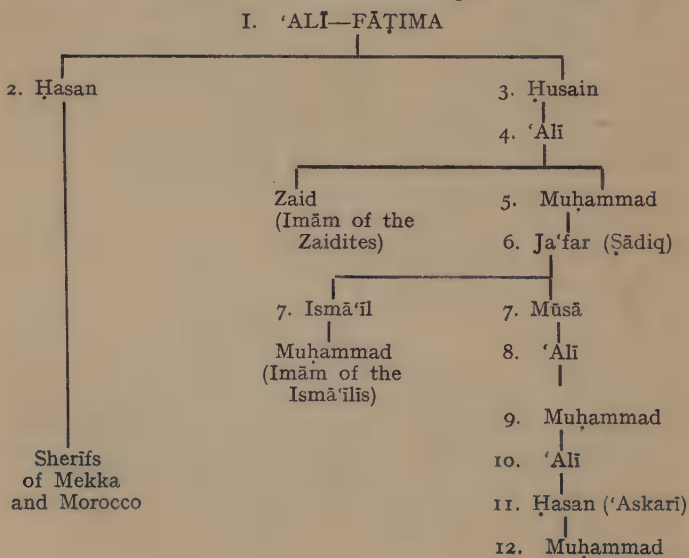 I. ‘ALĪ—FĀṬIMA
2. Ḥasan
3. Ḥusain
4. ‘Alī
Zaid
(Imām of the
Zaidites)
5. Muḥammad
6. Ja‘far (Ṣādiq)
7. Ismā‘īl
Muḥammad
(Imām of the
Ismā‘īlīs)
7. Mūsā
8. ‘Alī
9. Muḥammad
Sherīfs
of Mekka
and Morocco
10. ‘Alī
11. Ḥasan (‘Askarī)
12. Muḥammad